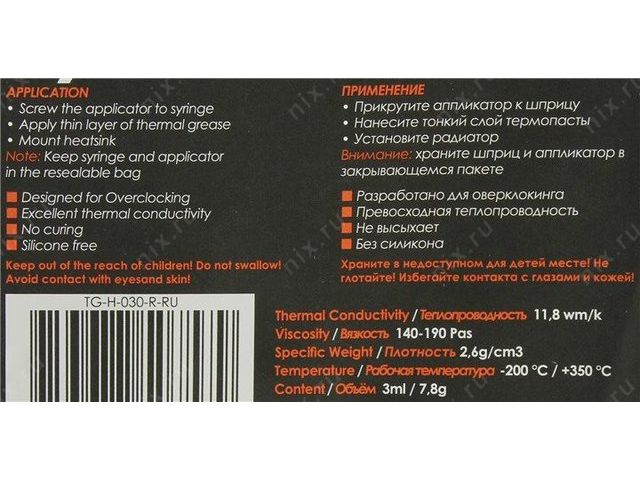 APPLICATION
• Screw the applicator to syringe
• Apply thin layer of thermal grease
• Mount heatsink
Note: Keep syringe and applicator
in the resealable bag
Designed for Overclocking
Excellent thermal conductivity
No curing
Silicone free
Keep out of the reach of children! Do not swallow!
Avoid contact with eyesand skin!
ПРИМЕНЕНИЕ
• Прикрутите аппликатор к шприцу
• Нанесите тонкий слой термопасты
• Установите радиатор
Внимание: храните шприц и аппликатор в
закрывающемся пакете
Разработано для оверклокинга
Превосходная теплопроводность
Не высыхает
Без силикона
Храните в недоступном для детей месте! Не
глотайте! Избегайте контакта с глазами и кожей!
TG-H-030-R-RU
Thermal Conductivity / Теплопроводность 11,8 wm/k
Viscosity / Вязкость 140-190 Pas
Specific Weight / Плотность 2,6g/cm3
Temperature / Рабочая температура -200 °C / +350 °C
Content / Объём 3ml / 7,8g